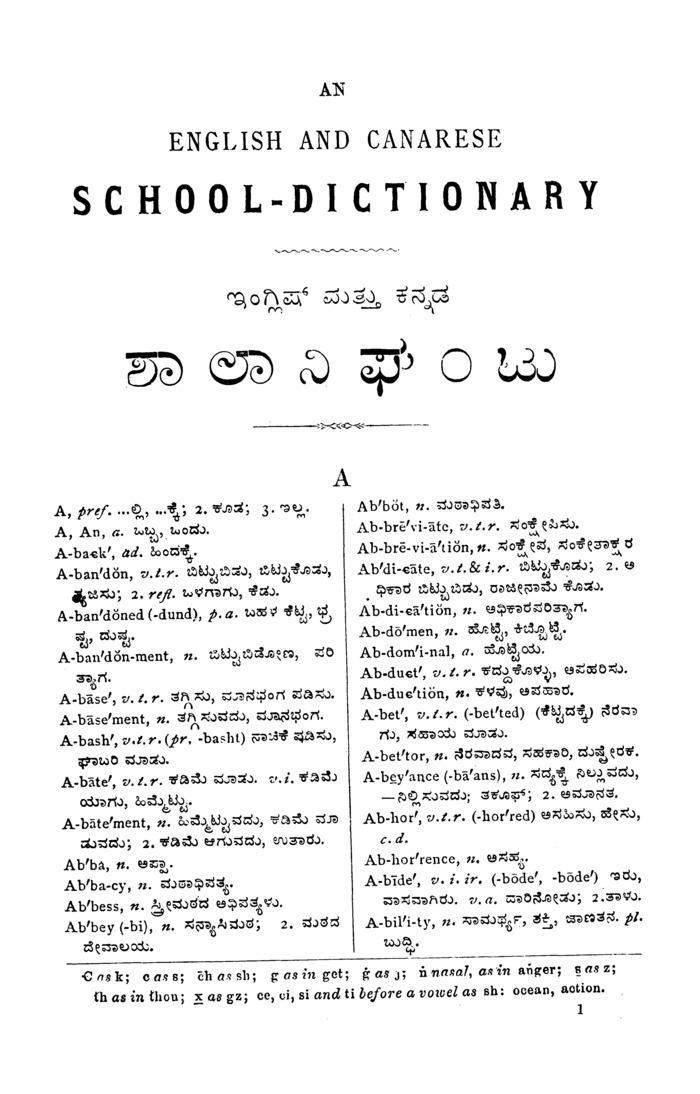 AN
ENGLISH AND CANARESE
SCHOOL-DICTIONARY
ಇಂಗ್ಲಿಷ್ ಮತ್ತು ಕನ್ನಡ
ಶಾಲಾನಿಘಂಟು
A
A, pref. ...ಲ್ಲಿ, ...ಕ್ಕೆ; 2. ಕೂಡ; 3. ಇಲ್ಲ.
A, An, a. ಒಬ್ಬ, ಒಂದು.
A-back′, ad. ಹಿಂದಕ್ಕೆ.
A-ban′dŏn, v.t.r. ಬಿಟ್ಟುಬಿಡು, ಬಿಟ್ಟುಕೊಡು,
ತ್ಯಜಿಸು; 2. refl. ಒಳಗಾಗು, ಕೆಡು.
A-ban′dŏned (-dund), p.a. ಬಹಳ ಕೆಟ್ಟ, ಭ್ರ
ಷ್ಟ, ದುಷ್ಟ.
A-ban′dŏn-ment, n. ಬಿಟ್ಟುಬಿಡೋಣ, ಪರಿ
ತ್ಯಾಗ.
A-bāse′, v.t.r. ತಗ್ಗಿಸು, ಮಾನಭಂಗ ಪಡಿಸು.
A-bāse′ment, n. ತಗ್ಗಿಸುವದು, ಮಾನಭಂಗ.
A-bash′, v.t.r. (pr. -basht) ನಾಚಿಕೆ ಪಡಿಸು,
ಘಾಬರಿ ಮಾಡು.
A-bāte′, v.t.r. ಕಡಿಮೆ ಮಾಡು. v.i. ಕಡಿಮೆ
ಯಾಗು, ಹಿಮ್ಮೆಟ್ಟು.
A-bāte′ment, n. ಹಿಮ್ಮೆಟ್ಟುವದು, ಕಡಿಮೆ ಮಾ
ಡುವದು; 2. ಕಡಿಮೆ ಆಗುವದು, ಉತಾರು.
Ab′ba, n. ಅಪ್ಪಾ.
Ab′ba-cy, n. ಮಠಾಧಿಪತ್ಯ.
Ab′bess, n. ಸ್ತ್ರೀಮಠದ ಅಧಿಪತ್ಯಳು.
Ab′bey (-bi), n. ಸನ್ಯಾಸಿಮಠ; 2. ಮಠದ
ದೇವಾಲಯ.
Ab′bŏt, n. ಮಠಾಧಿಪತಿ.
Ab-brē′vi-āte, v.t.r. ಸಂಕ್ಷೇಪಿಸು.
Ab-brē-vi-ā′tiŏn, n. ಸಂಕ್ಷೇಪ, ಸಂಕೇತಾಕ್ಷರ
Ab′di-cāte, v.t.&i.r. ಬಿಟ್ಟುಕೊಡು; 2. ಅ
ಧಿಕಾರ ಬಿಟ್ಟುಬಿಡು, ರಾಜೀನಾಮೆ ಕೊಡು.
Ab-di-cā′tiŏn, n. ಅಧಿಕಾರಪರಿತ್ಯಾಗ.
Ab-dō′men, n. ಹೊಟ್ಟೆ, ಕಿಬ್ಬೊಟ್ಟೆ.
Ab-dom′i-nal, a. ಹೊಟ್ಟೆಯ.
Ab-duct′, v.t.r. ಕದ್ದುಕೊಳ್ಳು, ಅಪಹರಿಸು.
Ab-duc′tiŏn, n. ಕಳವು, ಅಪಹಾರ.
A-bet′, v.t.r. (-bet′ted) (ಕೆಟ್ಟದಕ್ಕೆ) ನೆರವಾ
ಗು, ಸಹಾಯ ಮಾಡು.
A-bet′tor, n. ನೆರವಾದವ, ಸಹಕಾರಿ, ದುಷ್ಪ್ರೇರಕ.
A-bey′ance (-bā′ans), n. ಸದ್ಯಕ್ಕೆ ನಿಲ್ಲುವದು,
—ನಿಲ್ಲಿಸುವದು; ತಕೂಫ್; 2. ಅಮಾನತ.
Ab-hor′, v.t.r. (-hor′red) ಅಸಹಿಸು, ಹೇಸು,
c.d.
Ab-hor′rence, n. ಅಸಹ್ಯ.
A-bīde′, v.i.ir. (-bōde′, -bōde′) ಇರು,
ವಾಸವಾಗಿರು. v.a. ದಾರಿನೋಡು; 2. ತಾಳು.
A-bil′i-ty, n. ಸಾಮರ್ಥ್ಯ, ಶಕ್ತಿ, ಜಾಣತನ. pl.
ಬುದ್ಧಿ.
C as k; c as s; çh as sh; g as in get; ġ as j; ṅ nasal, as in aṅger; s̱ as z;
th as in thou; x̱ as gz; ce, ci, si and ti before a vowel as sh: ocean, action.
1